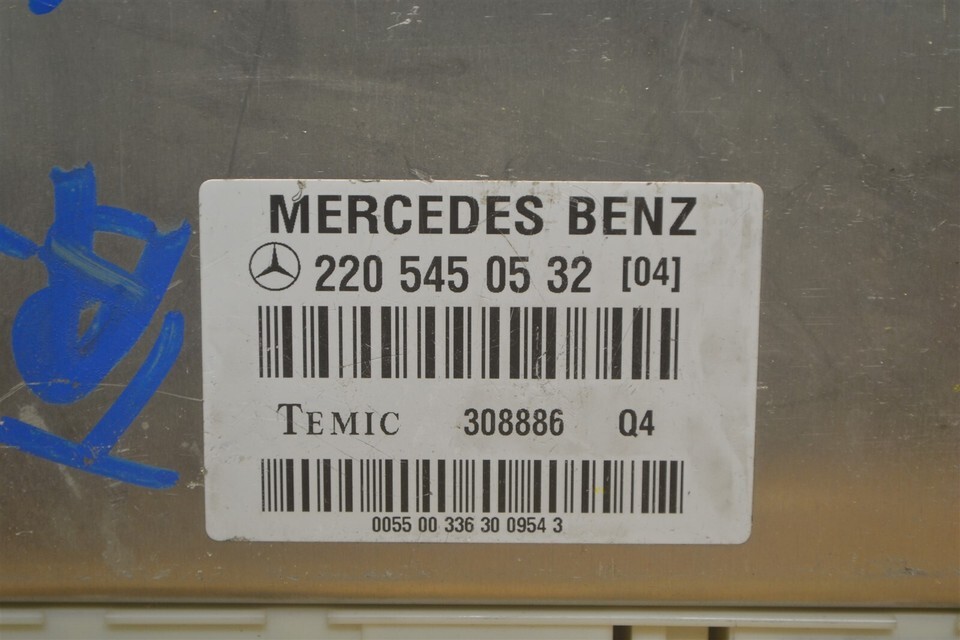 MERCEDES BENZ
220 545 05 32 [04]
TEMIC 308886 Q4
0055 00 336 30 0954 3